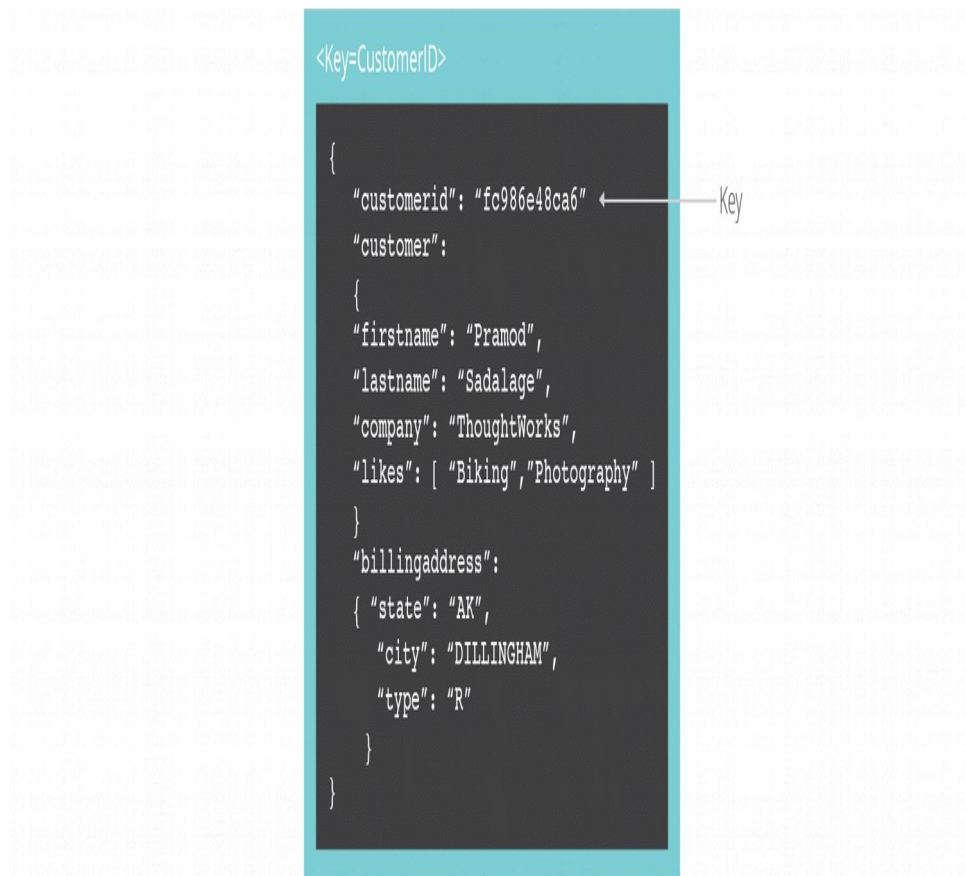 <Key=CustomerID>
{
“customerid”: “fc986e48ca6” Key
“customer”:
{
“firstname”: “Pramod”,
“lastname”: “Sadalage”,
“company”: “ThoughtWorks”,
“likes”: [ “Biking”,”Photography” ]
}
“billingaddress”:
{ “state”: “AK”,
“city”: “DILLINGHAM”,
“type”: “R”
}
}